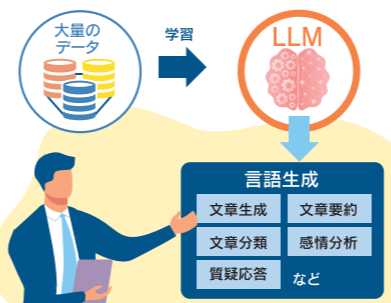 大量の
データ
学習
LLM
言語生成
文章生成
文章要約
文章分類
感情分析
質疑応答
など